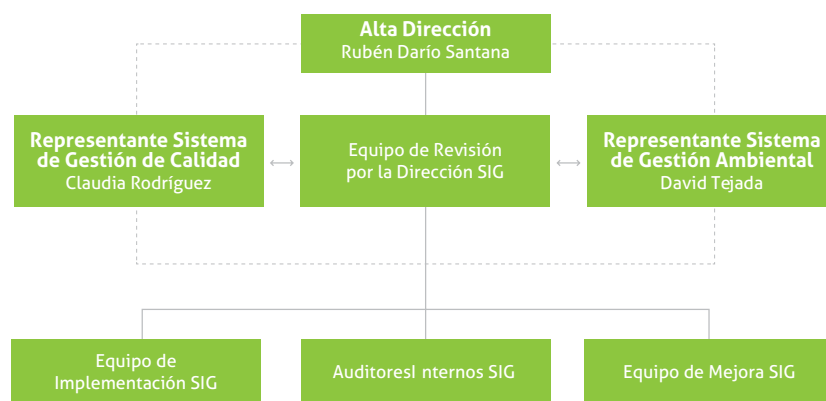 Alta Dirección
Rubén Darío Santana
Representante Sistema
de Gestión de Calidad
Claudia Rodríguez
Equipo de Revisión
por la Dirección SIG
Representante Sistema
de Gestión Ambiental
David Tejada
Equipo de
Implementación SIG
AuditoresI nternos SIG
Equipo de Mejora SIG